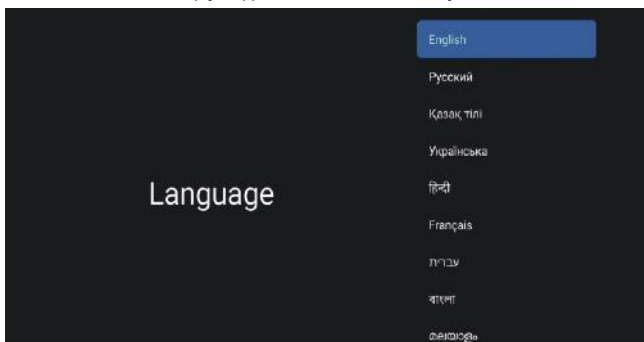 Language
English
Русский
Қазақ тілі
Українська
हिन्दी
Français
עברית
বাংলা
മലയാളം